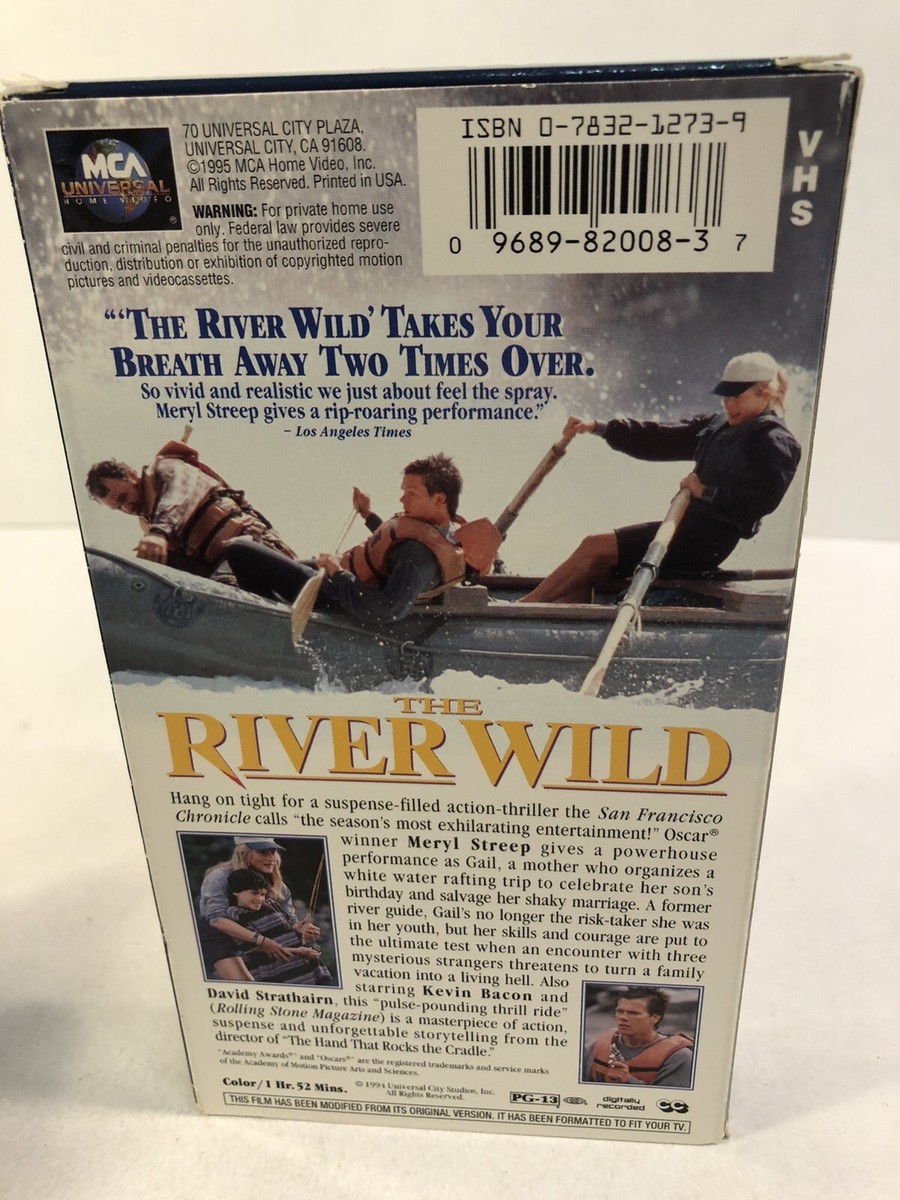 MCA
UNIVERSAL
HOME VIDEO
®
70 UNIVERSAL CITY PLAZA,
UNIVERSAL CITY, CA 91608.
©1995 MCA Home Video, Inc.
All Rights Reserved. Printed in USA.
WARNING: For private home use
only. Federal law provides severe
civil and criminal penalties for the unauthorized repro-
duction, distribution or exhibition of copyrighted motion
pictures and videocassettes.
ISBN 0-7832-1273-9
0 9689-82008-3 7
VHS
“‘THE RIVER WILD’ TAKES YOUR
BREATH AWAY TWO TIMES OVER.
So vivid and realistic we just about feel the spray.
Meryl Streep gives a rip-roaring performance.”
– Los Angeles Times
THE
RIVER WILD
Hang on tight for a suspense-filled action-thriller the San Francisco
Chronicle calls “the season's most exhilarating entertainment!” Oscar®
winner Meryl Streep gives a powerhouse
performance as Gail, a mother who organizes a
white water rafting trip to celebrate her son's
birthday and salvage her shaky marriage. A former
river guide, Gail's no longer the risk-taker she was
in her youth, but her skills and courage are put to
the ultimate test when an encounter with three
mysterious strangers threatens to turn a family
vacation into a living hell. Also
starring Kevin Bacon and
David Strathairn, this “pulse-pounding thrill ride”
(Rolling Stone Magazine) is a masterpiece of action,
suspense and unforgettable storytelling from the
director of “The Hand That Rocks the Cradle.”
“Academy Awards®” and “Oscars®” are the registered trademarks and service marks
of the Academy of Motion Picture Arts and Sciences.
Color/1 Hr. 52 Mins.
© 1994 Universal City Studios, Inc.
All Rights Reserved.
PG-13
digitally
recorded
CC
THIS FILM HAS BEEN MODIFIED FROM ITS ORIGINAL VERSION. IT HAS BEEN FORMATTED TO FIT YOUR TV.